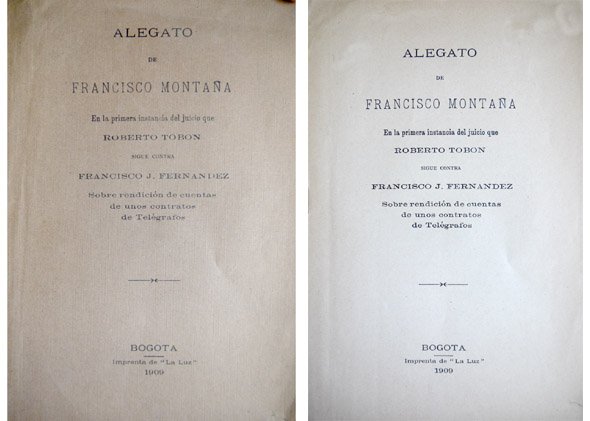 ALEGATO
DE
FRANCISCO MONTAÑA
En la primera instancia del juicio que
ROBERTO TOBON
SIGUE CONTRA
FRANCISCO J. FERNANDEZ
Sobre rendición de cuentas
de unos contratos
de Telégrafos
BOGOTA
Imprenta de "La Luz"
1909
ALEGATO
DE
FRANCISCO MONTAÑA
En la primera instancia del juicio que
ROBERTO TOBON
SIGUE CONTRA
FRANCISCO J. FERNANDEZ
Sobre rendición de cuentas
de unos contratos
de Telégrafos
BOGOTA
Imprenta de "La Luz"
1909